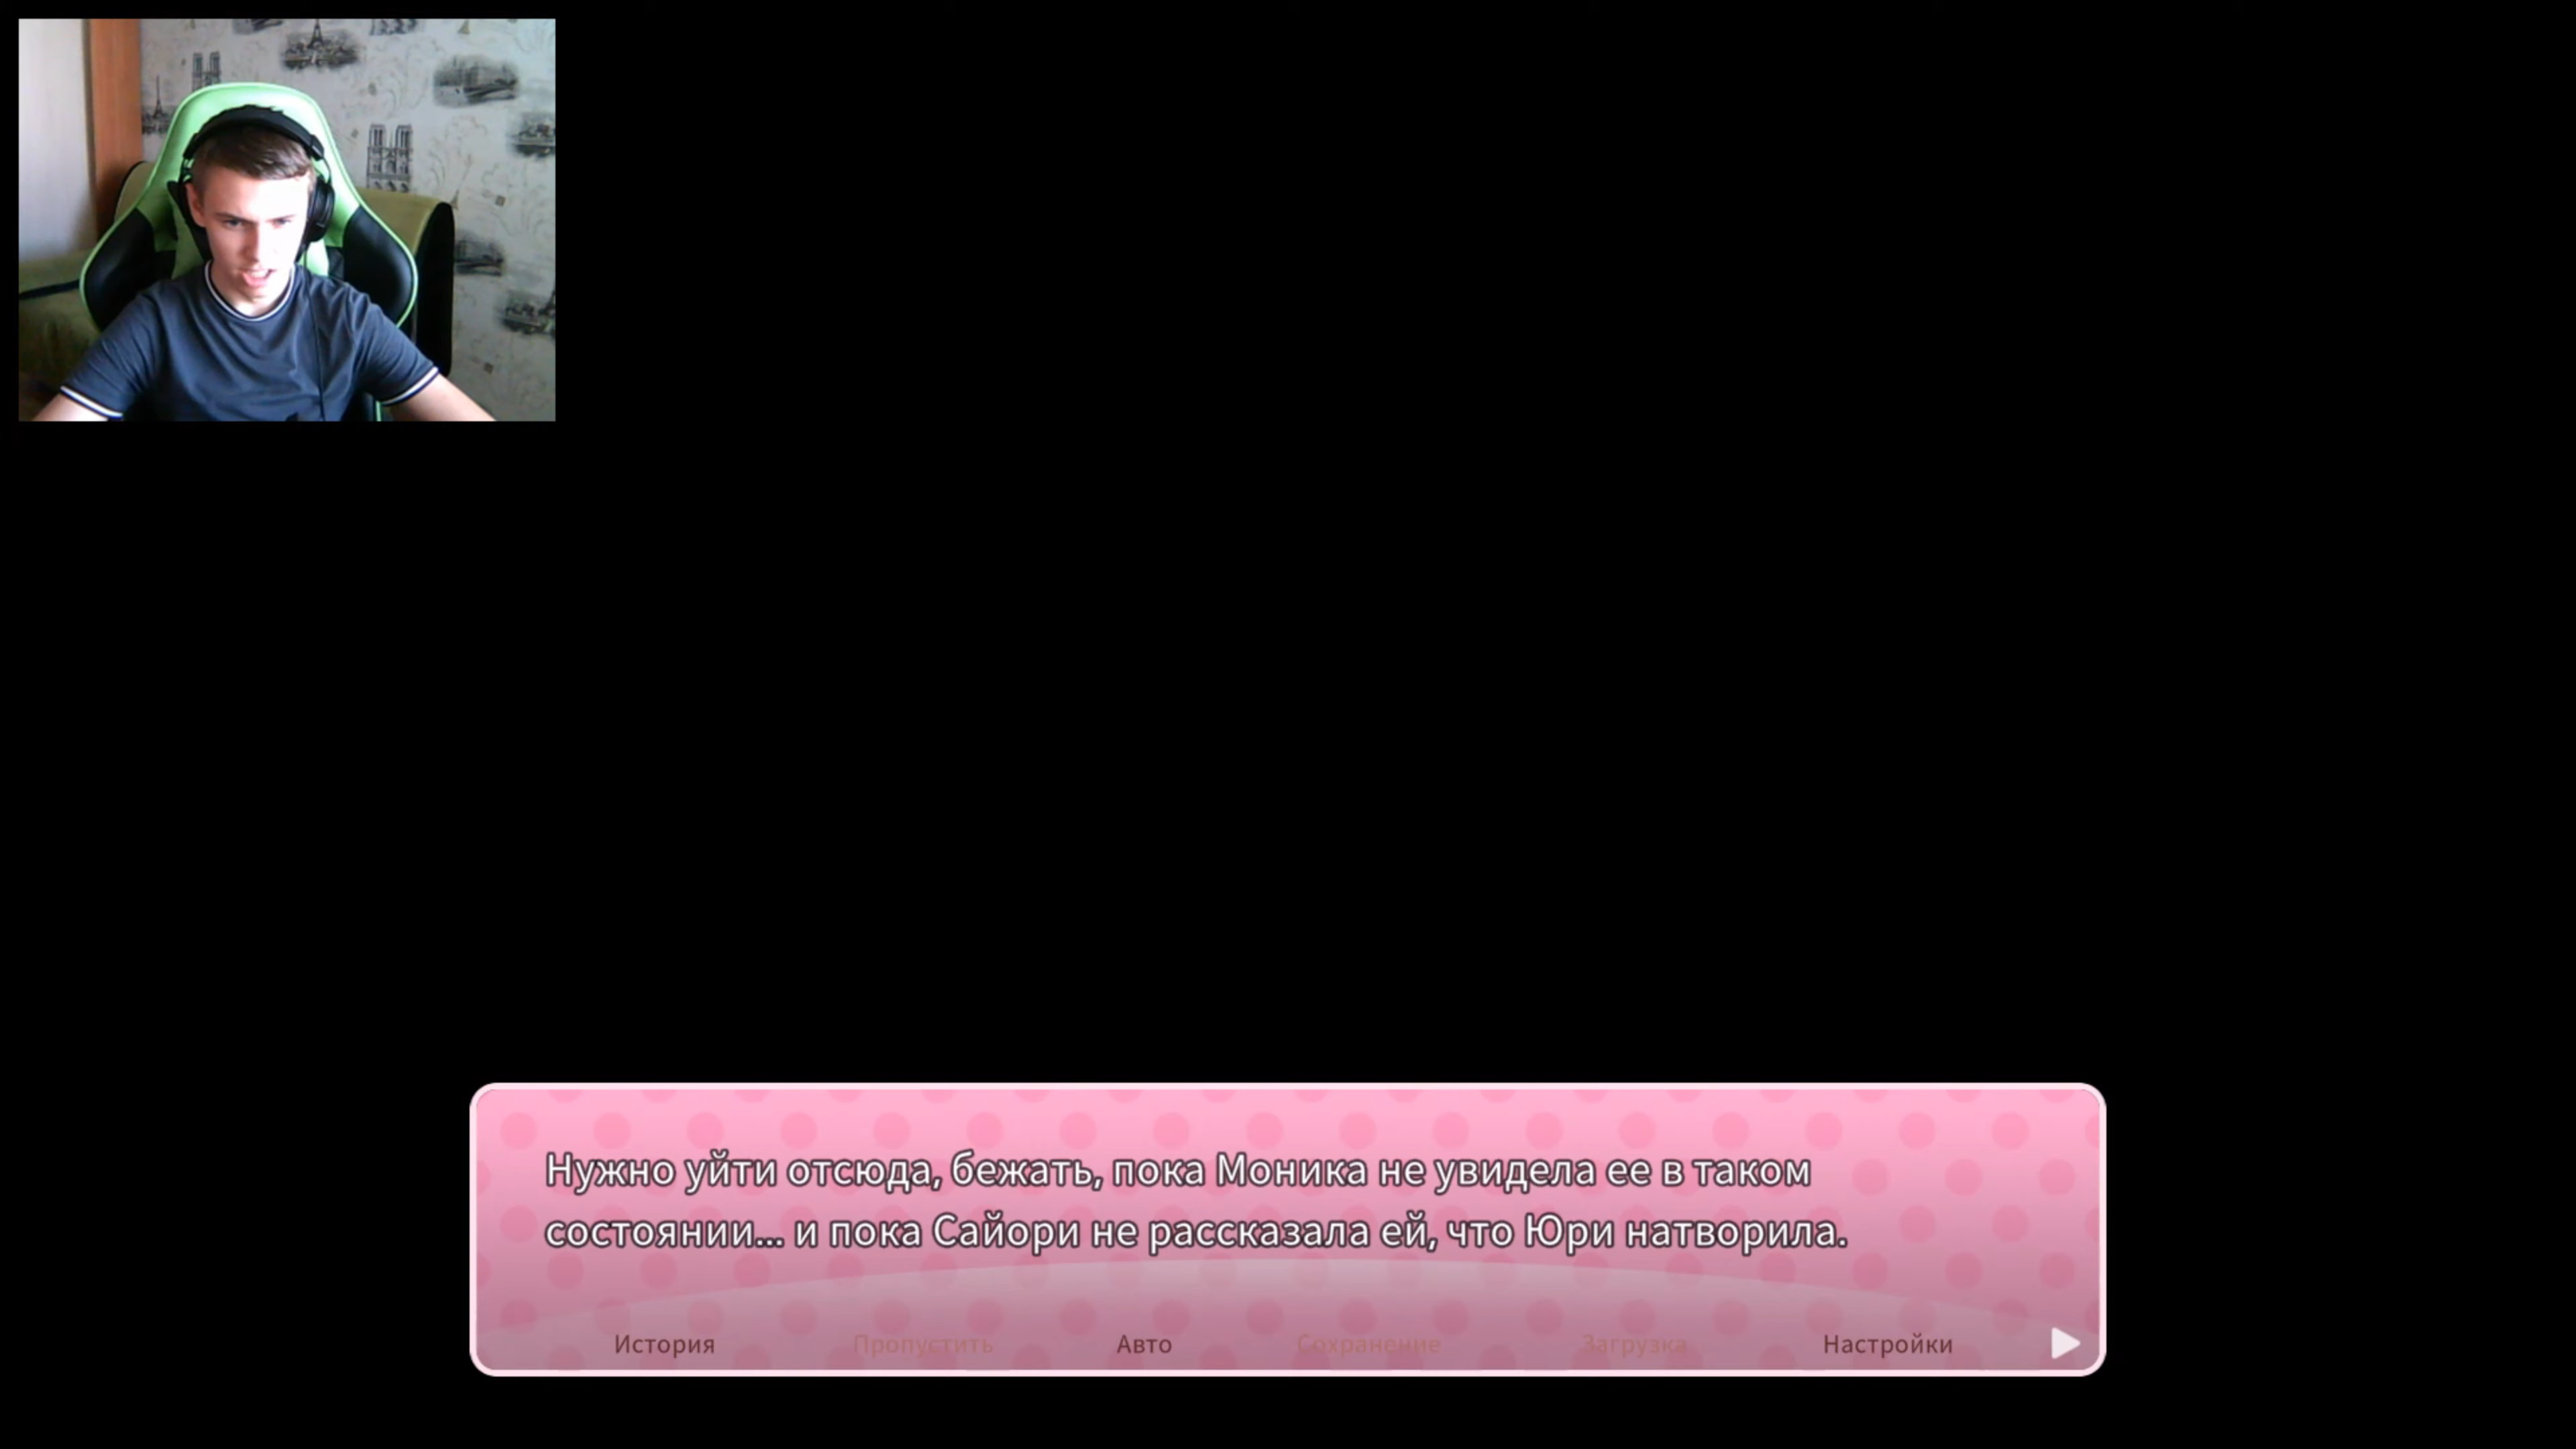 Нужно уйти отсюда, бежать, пока Моника не увидела ее в таком
состоянии... и пока Сайори не рассказала ей, что Юри натворила.
История Пропустить Авто Сохранение Загрузка Настройки